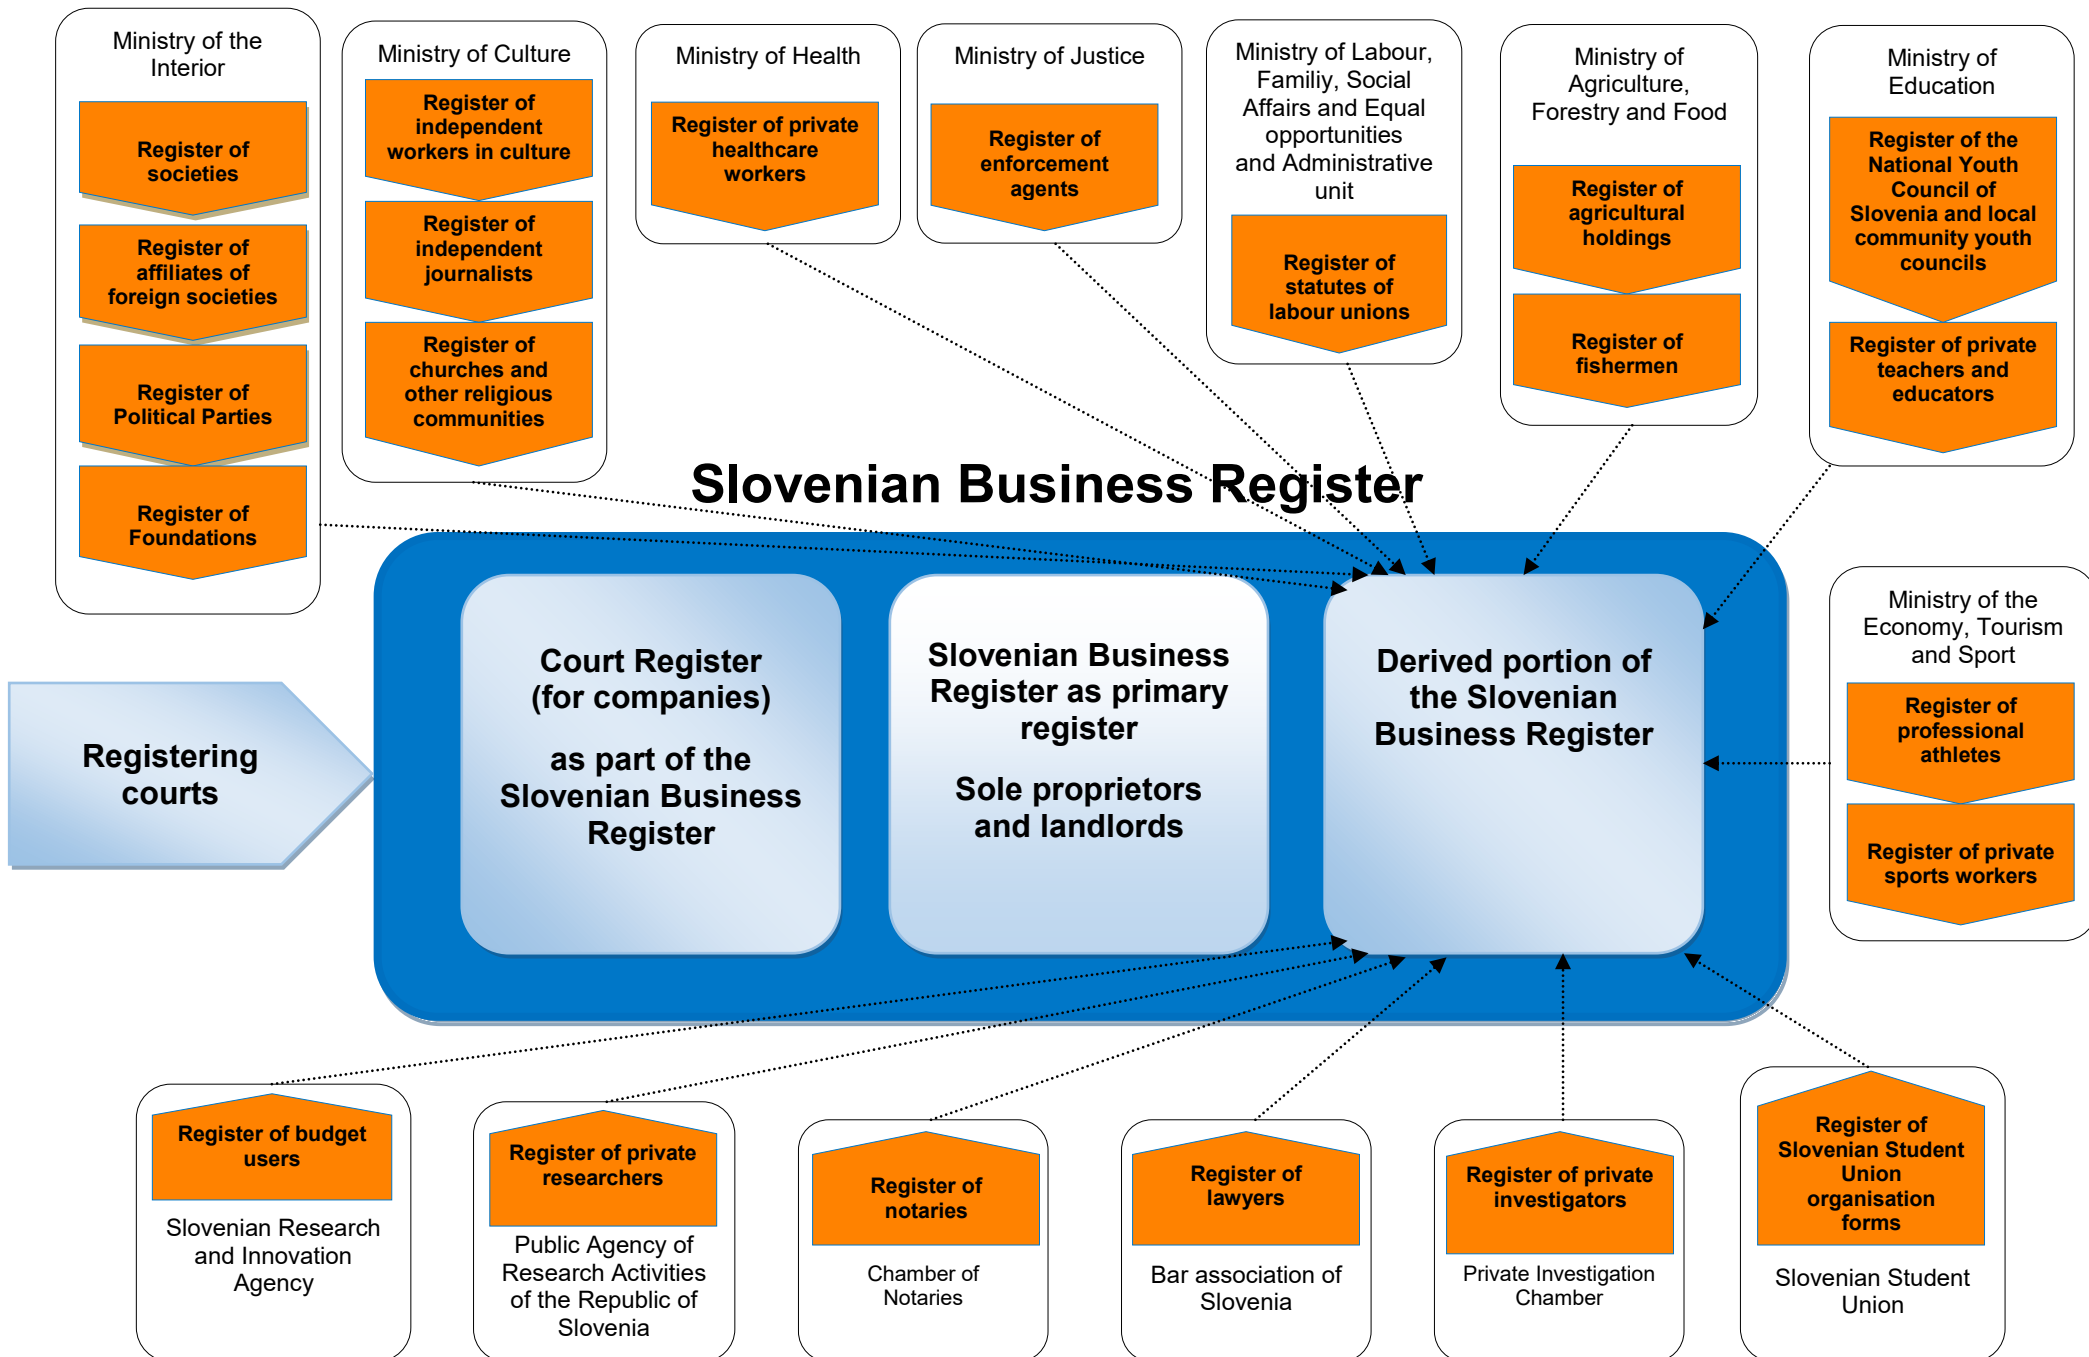 Ministry of the
Interior
Register of
societies
Register of
affiliates of
foreign societies
Register of
Political Parties
Register of
Foundations
Ministry of Culture
Register of
independent
workers in culture
Register of
independent
journalists
Register of
churches and
other religious
communities
Ministry of Health
Register of private
healthcare
workers
Ministry of Justice
Register of
enforcement
agents
Ministry of Labour,
Familiy, Social
Affairs and Equal
opportunities
and Administrative
unit
Register of
statutes of
labour unions
Ministry of
Agriculture,
Forestry and Food
Register of
agricultural
holdings
Register of
fishermen
Ministry of
Education
Register of the
National Youth
Council of
Slovenia and local
community youth
councils
Register of private
teachers and
educators
Slovenian Business Register
Registering
courts
Court Register
(for companies)
as part of the
Slovenian Business
Register
Slovenian Business
Register as primary
register
Sole proprietors
and landlords
Derived portion of
the Slovenian
Business Register
Ministry of the
Economy, Tourism
and Sport
Register of
professional
athletes
Register of private
sports workers
Register of budget
users
Slovenian Research
and Innovation
Agency
Register of private
researchers
Public Agency of
Research Activities
of the Republic of
Slovenia
Register of
notaries
Chamber of
Notaries
Register of
lawyers
Bar association of
Slovenia
Register of private
investigators
Private Investigation
Chamber
Register of
Slovenian Student
Union
organisation
forms
Slovenian Student
Union